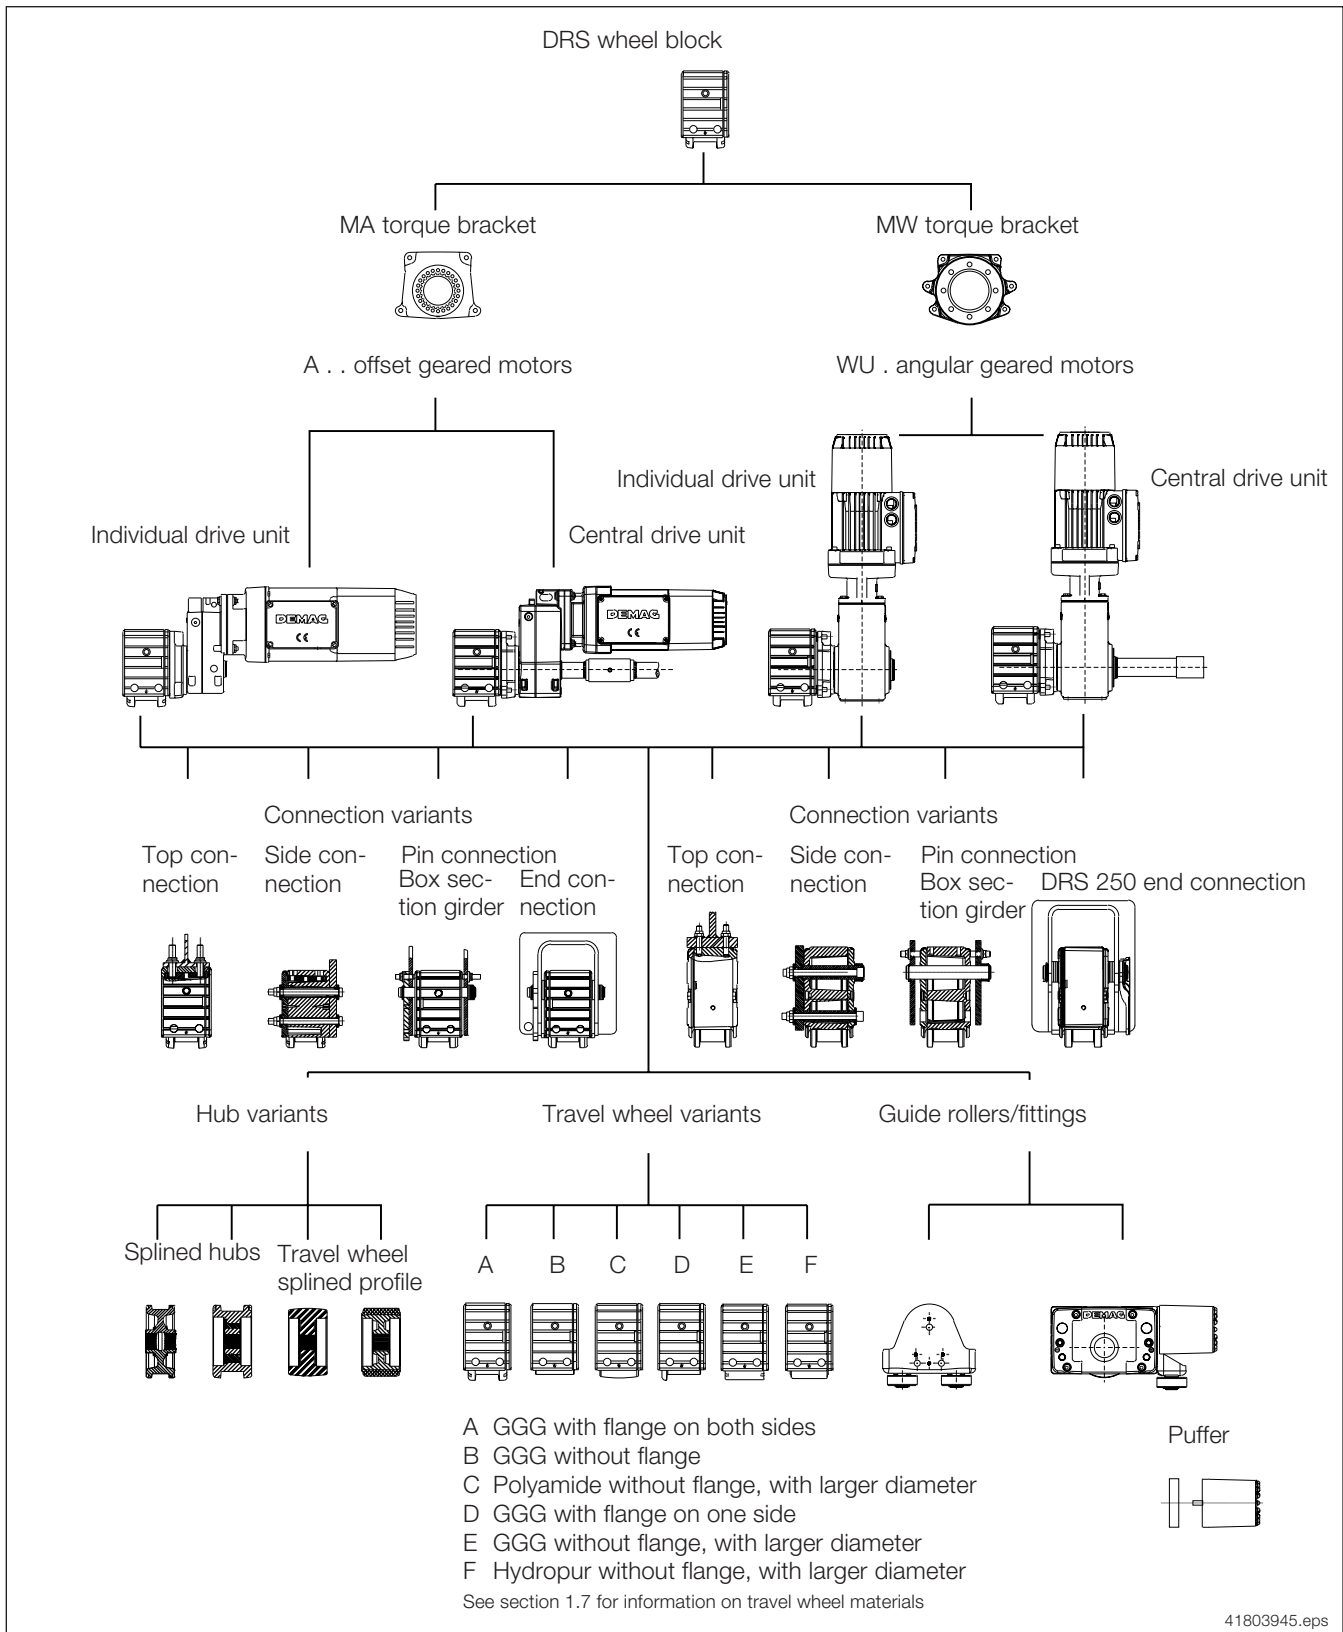 DRS wheel block
MA torque bracket
MW torque bracket
A . . offset geared motors
WU . angular geared motors
Individual drive unit
Central drive unit
Individual drive unit
Central drive unit
DEMAG
CE
DEMAG
CE
Connection variants
Connection variants
Top con-
nection
Side con-
nection
Pin connection
Box sec-
tion girder
End con-
nection
Top con-
nection
Side con-
nection
Pin connection
Box sec-
tion girder
DRS 250 end connection
Hub variants
Travel wheel variants
Guide rollers/fittings
Splined hubs
Travel wheel
splined profile
A
B
C
D
E
F
DEMAG
A GGG with flange on both sides
B GGG without flange
C Polyamide without flange, with larger diameter
D GGG with flange on one side
E GGG without flange, with larger diameter
F Hydropur without flange, with larger diameter
See section 1.7 for information on travel wheel materials
Puffer
41803945.eps